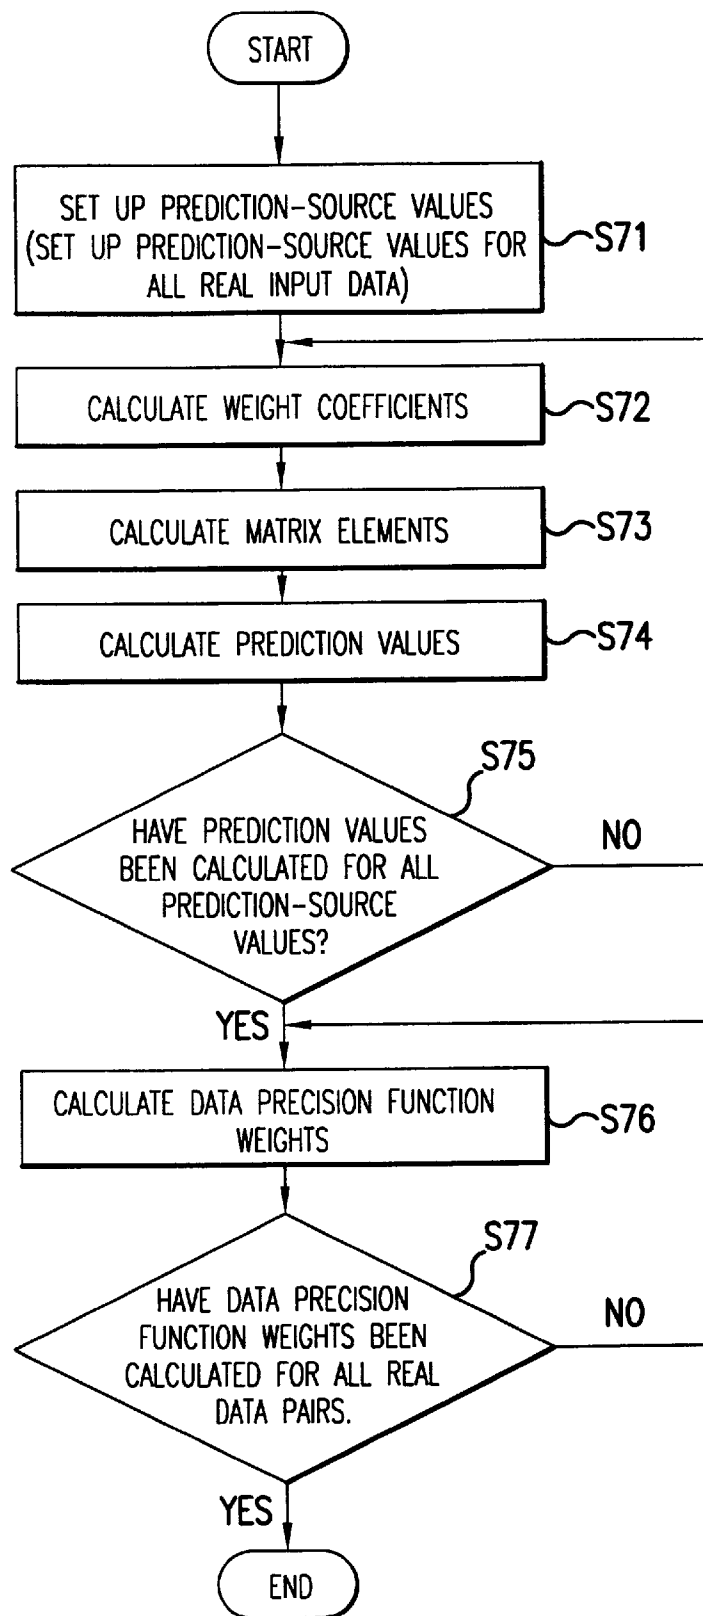 START
SET UP PREDICTION-SOURCE VALUES
(SET UP PREDICTION-SOURCE VALUES FOR
ALL REAL INPUT DATA)
S71
CALCULATE WEIGHT COEFFICIENTS
S72
CALCULATE MATRIX ELEMENTS
S73
CALCULATE PREDICTION VALUES
S74
S75
HAVE PREDICTION VALUES
BEEN CALCULATED FOR ALL
PREDICTION-SOURCE
VALUES?
NO
YES
CALCULATE DATA PRECISION FUNCTION
WEIGHTS
S76
S77
HAVE DATA PRECISION
FUNCTION WEIGHTS BEEN
CALCULATED FOR ALL REAL
DATA PAIRS.
NO
YES
END